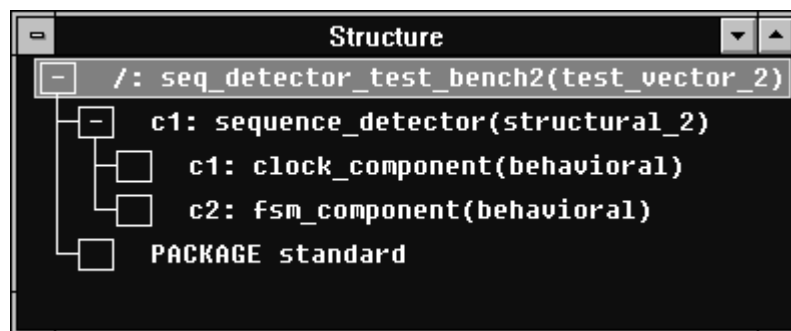 Structure
/: seq_detector_test_bench2(test_vector_2)
c1: sequence_detector(structural_2)
c1: clock_component(behavioral)
c2: fsm_component(behavioral)
PACKAGE standard